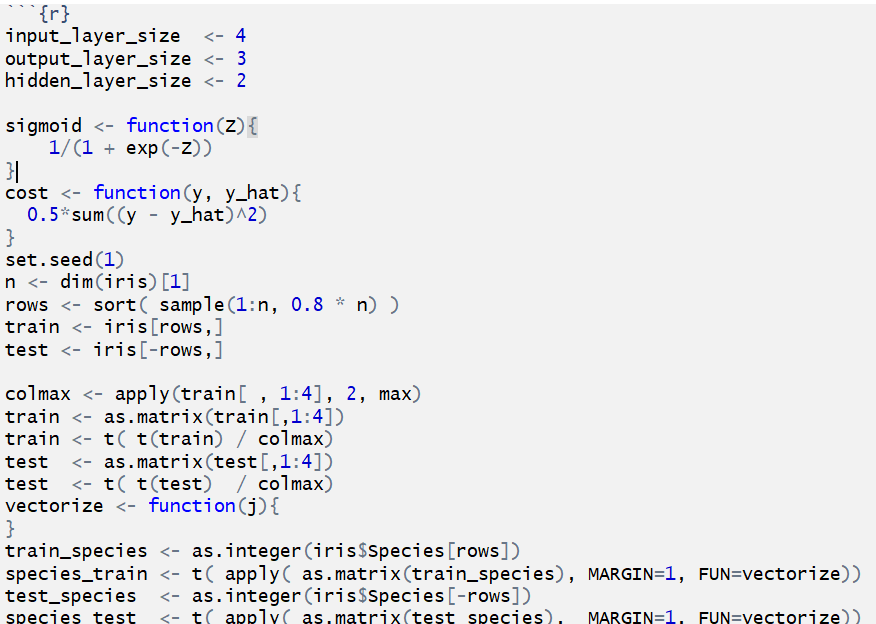 ```{r}
input_layer_size  <- 4
output_layer_size <- 3
hidden_layer_size <- 2

sigmoid <- function(Z){
    1/(1 + exp(-Z))
}
cost <- function(y, y_hat){
  0.5*sum((y - y_hat)^2)
}
set.seed(1)
n <- dim(iris)[1]
rows <- sort( sample(1:n, 0.8 * n) )
train <- iris[rows,]
test <- iris[-rows,]

colmax <- apply(train[ , 1:4], 2, max)
train <- as.matrix(train[,1:4])
train <- t( t(train) / colmax)
test  <- as.matrix(test[,1:4])
test  <- t( t(test)  / colmax)
vectorize <- function(j){
}
train_species <- as.integer(iris$Species[rows])
species_train <- t( apply( as.matrix(train_species), MARGIN=1, FUN=vectorize))
test_species  <- as.integer(iris$Species[-rows])
species_test  <- t( apply( as.matrix(test_species),  MARGIN=1, FUN=vectorize))